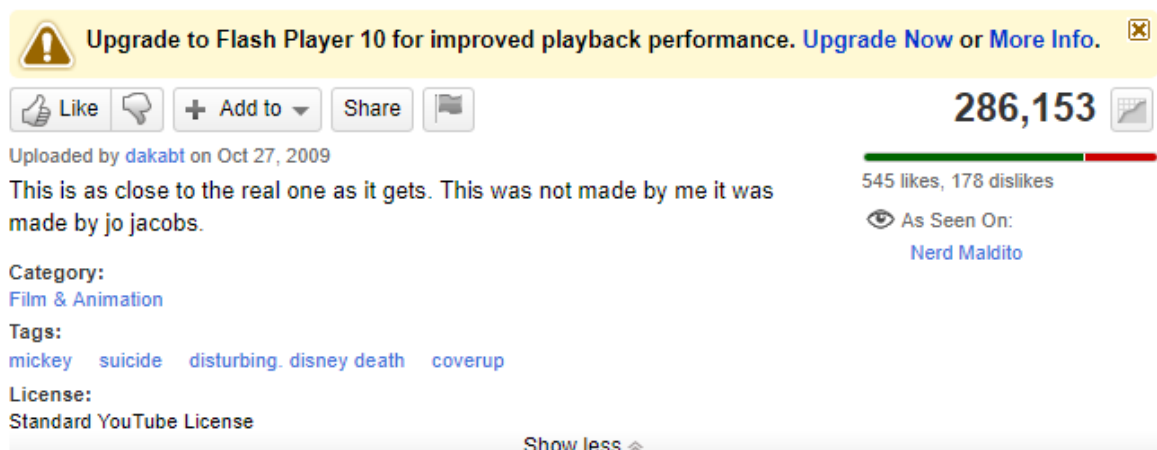 Upgrade to Flash Player 10 for improved playback performance. Upgrade Now or More Info.
Like Add to Share 286,153
Uploaded by dakabt on Oct 27, 2009
This is as close to the real one as it gets. This was not made by me it was
made by jo jacobs.
545 likes, 178 dislikes
As Seen On:
Nerd Maldito
Category:
Film & Animation
Tags:
mickey suicide disturbing. disney death coverup
License:
Standard YouTube License
Show less